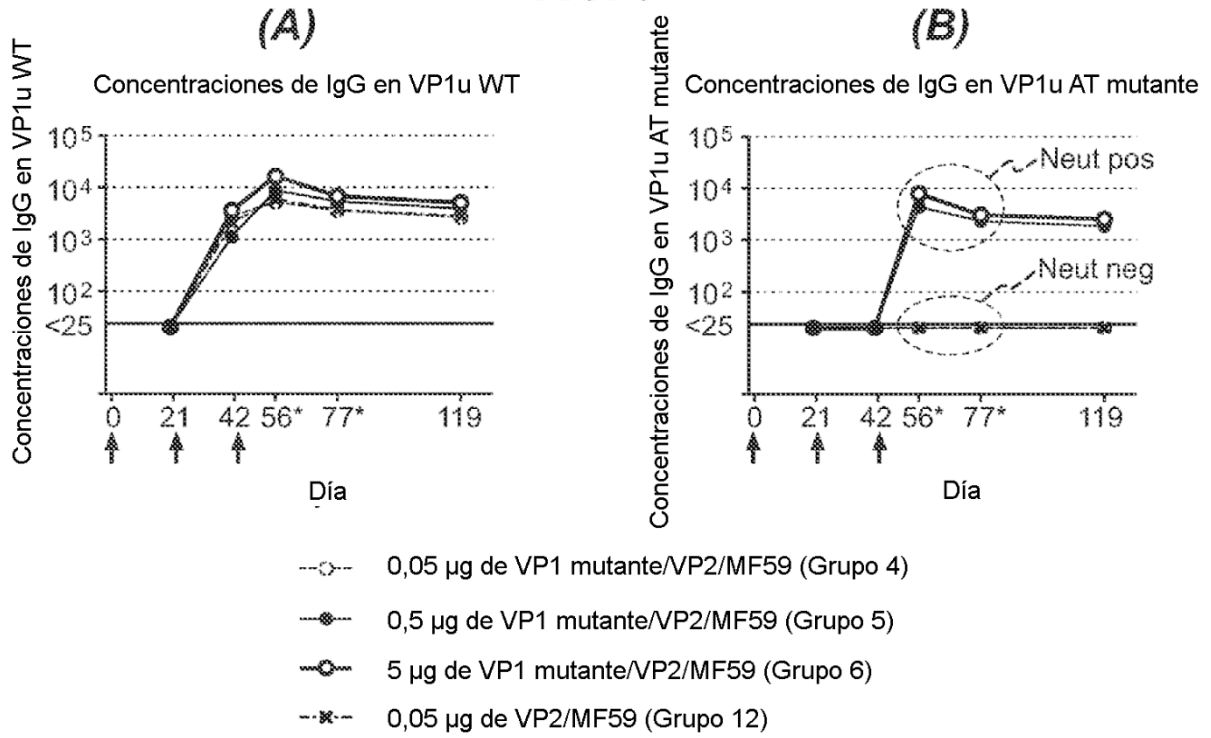 (A)
Concentraciones de IgG en VP1u WT
Concentraciones de IgG en VP1u WT
10⁵
10⁴
10³
10²
<25
0 21 42 56* 77* 119
Día
(B)
Concentraciones de IgG en VP1u AT mutante
Concentraciones de IgG en VP1u AT mutante
10⁵
10⁴
10³
10²
<25
Neut pos
Neut neg
0 21 42 56* 77* 119
Día
0,05 µg de VP1 mutante/VP2/MF59 (Grupo 4)
0,5 µg de VP1 mutante/VP2/MF59 (Grupo 5)
5 µg de VP1 mutante/VP2/MF59 (Grupo 6)
0,05 µg de VP2/MF59 (Grupo 12)